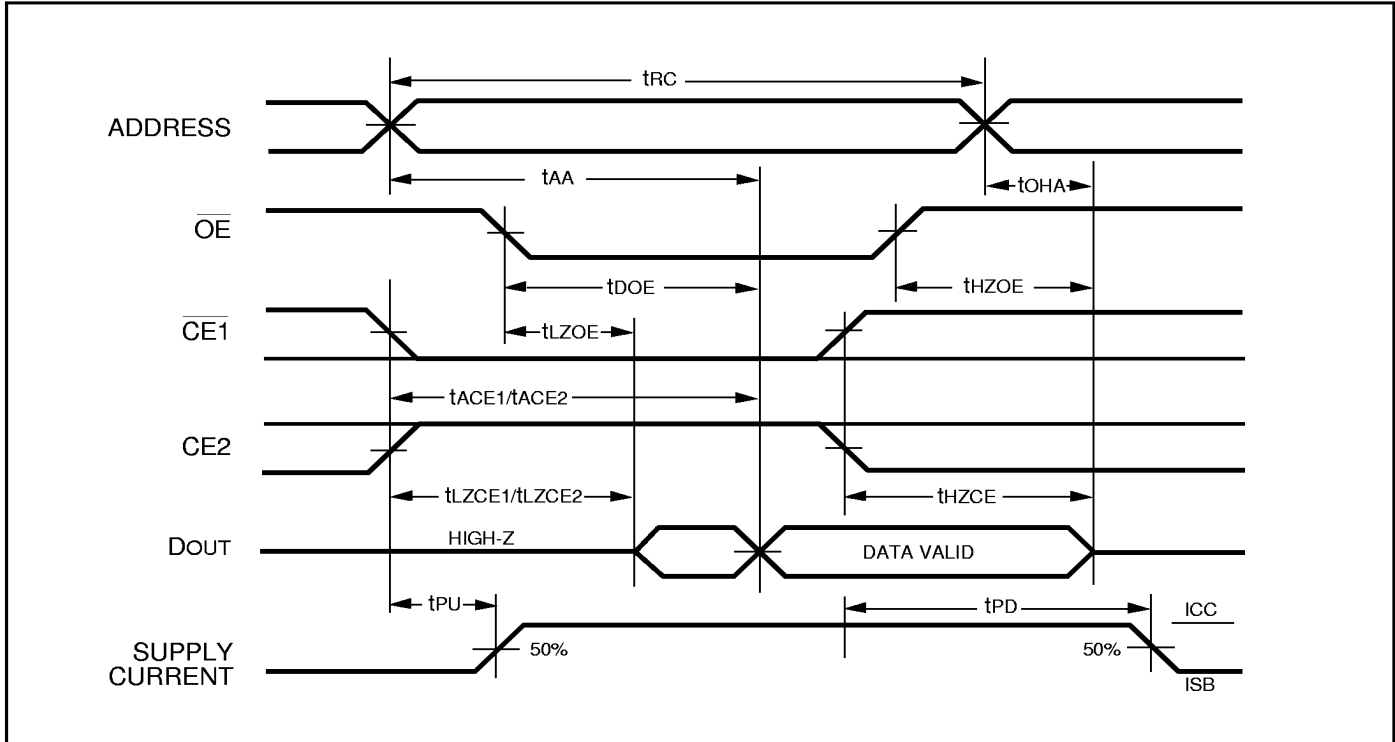 tRC
ADDRESS
tAA
tOHA
OE
tDOE
tHZOE
CE1
tLZOE
tACE1/tACE2
CE2
tLZCE1/tLZCE2
tHZCE
DOUT
HIGH-Z
DATA VALID
tPU
tPD
ICC
SUPPLY
CURRENT
50%
50%
ISB